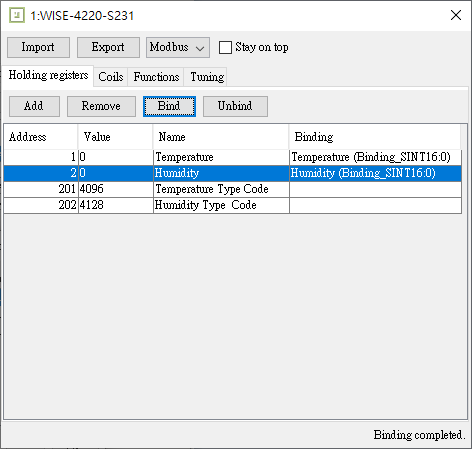 1:WISE-4220-S231
Import Export Modbus Stay on top
Holding registers Coils Functions Tuning
Add Remove Bind Unbind
Address Value Name Binding
1 0 Temperature Temperature (Binding_SINT16:0)
2 0 Humidity Humidity (Binding_SINT16:0)
201 4096 Temperature Type Code
202 4128 Humidity Type  Code
Binding completed.